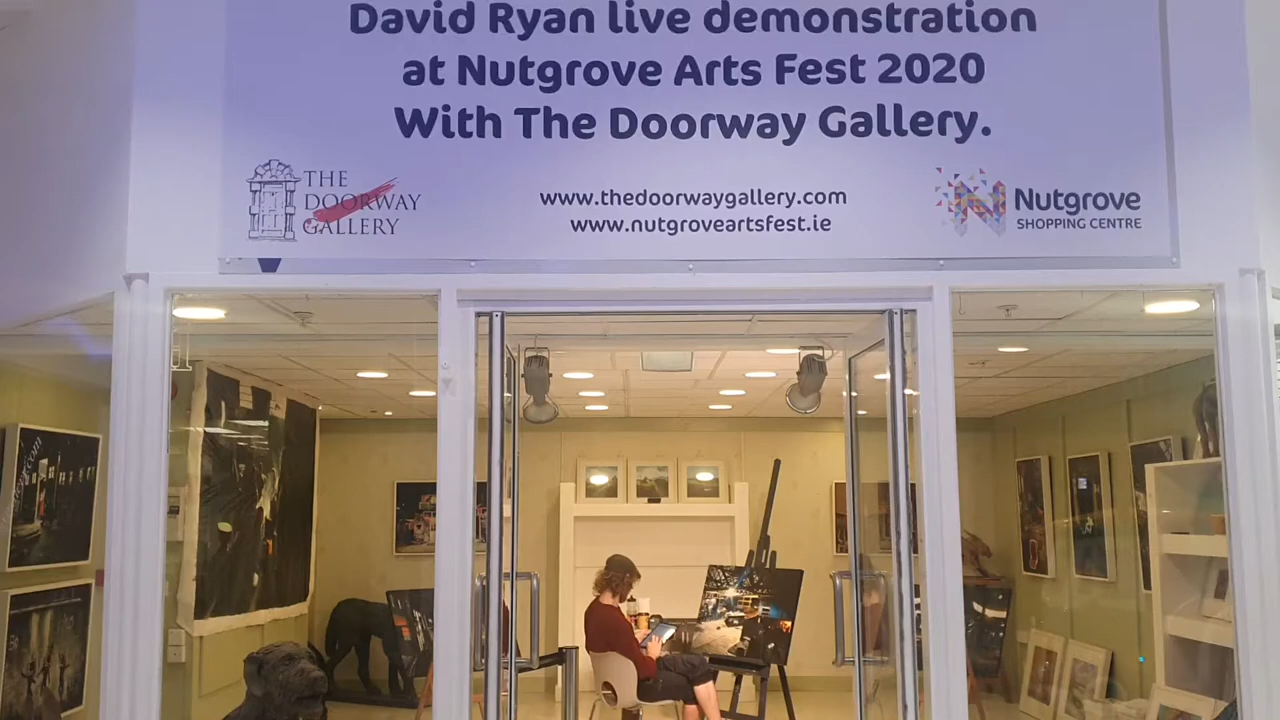 David Ryan live demonstration
at Nutgrove Arts Fest 2020
With The Doorway Gallery.
THE
DOORWAY
GALLERY
www.thedoorwaygallery.com
www.nutgroveartsfest.ie
Nutgrove
SHOPPING CENTRE